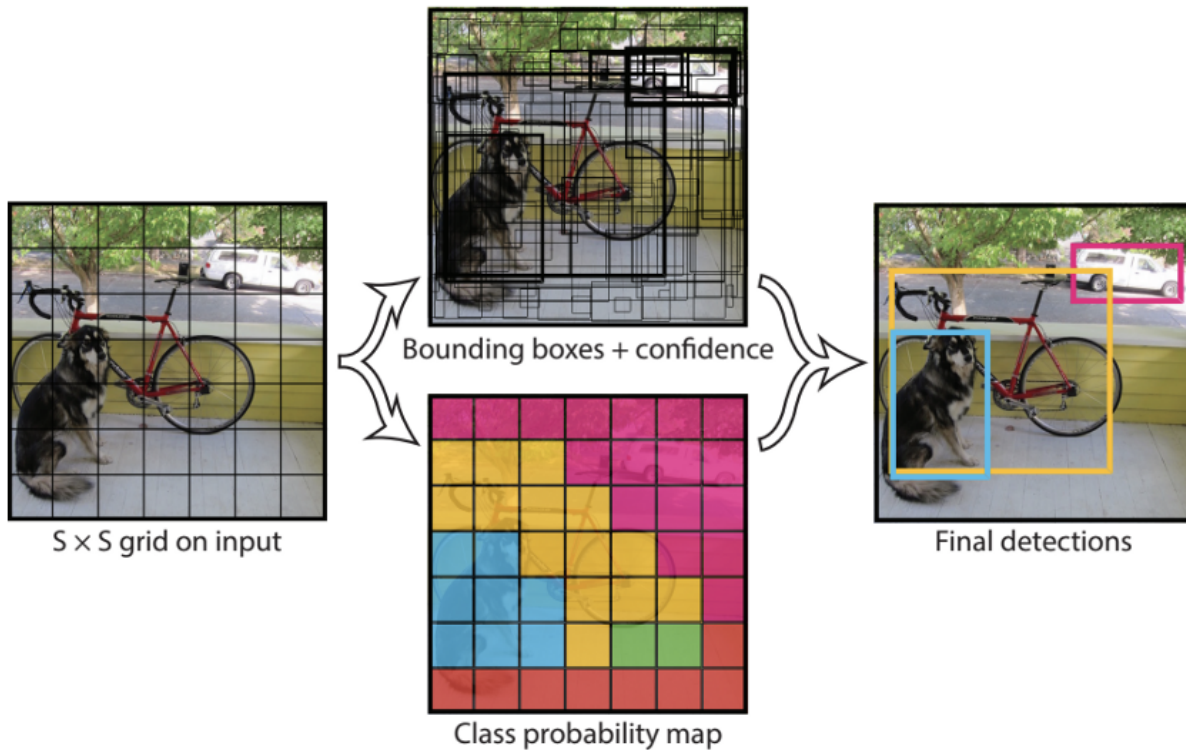 Bounding boxes + confidence
S × S grid on input
Final detections
Class probability map